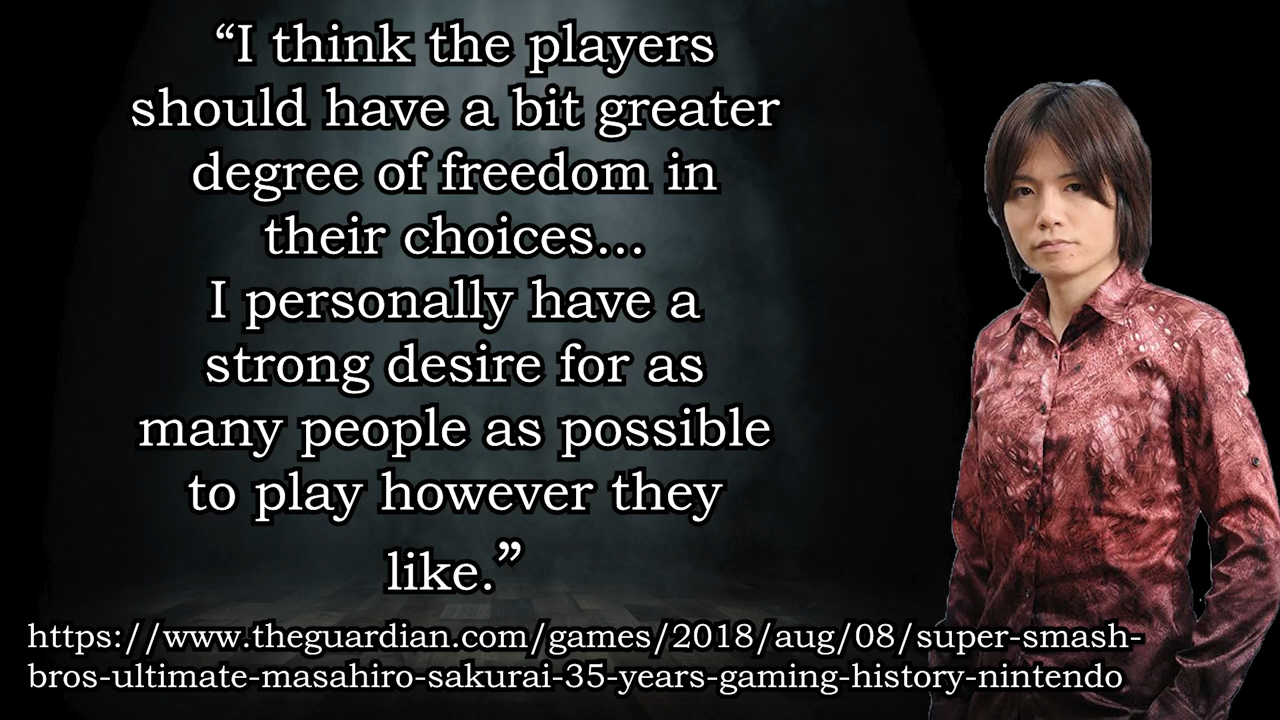 “I think the players
should have a bit greater
degree of freedom in
their choices...
I personally have a
strong desire for as
many people as possible
to play however they
like.”
https://www.theguardian.com/games/2018/aug/08/super-smash-
bros-ultimate-masahiro-sakurai-35-years-gaming-history-nintendo